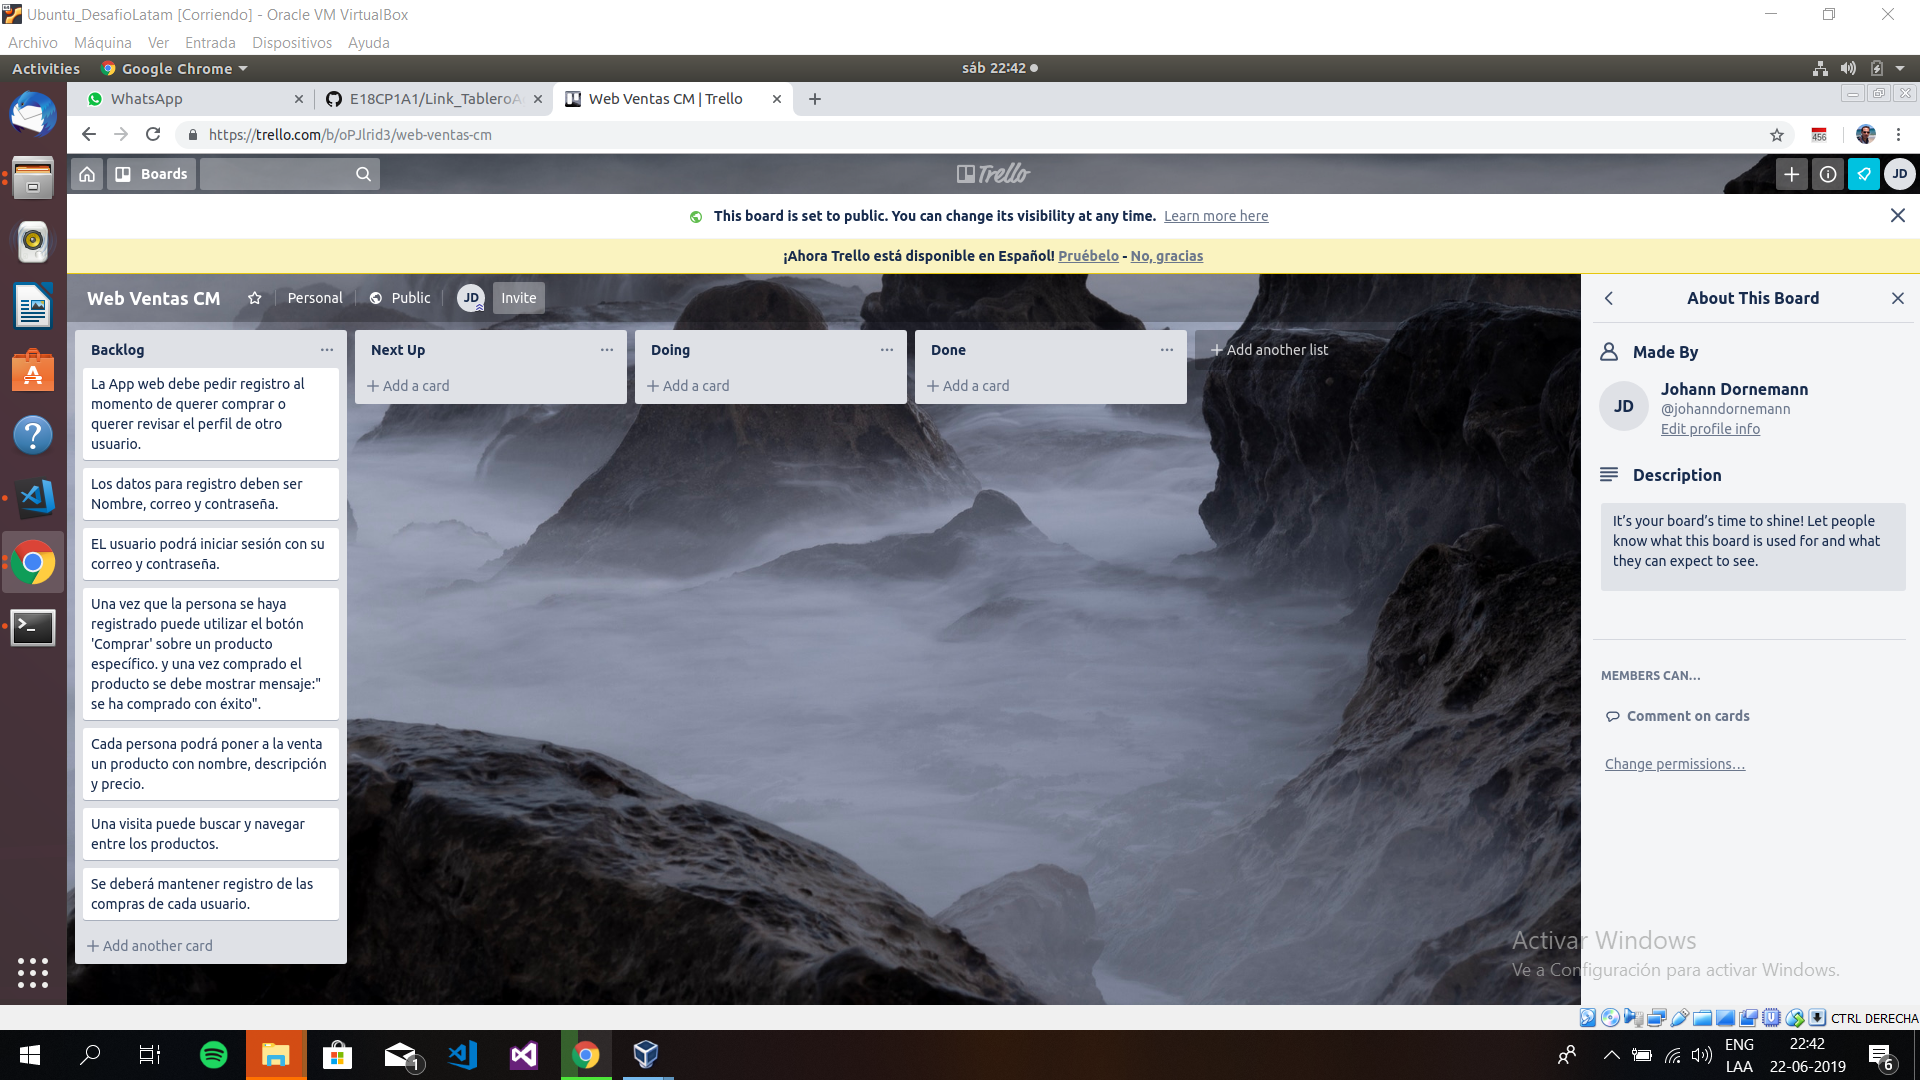 Ubuntu_DesafioLatam [Corriendo] - Oracle VM VirtualBox
Archivo Máquina Ver Entrada Dispositivos Ayuda
Activities Google Chrome sáb 22:42
WhatsApp E18CP1A1/Link_TableroA Web Ventas CM | Trello
https://trello.com/b/oPJlrid3/web-ventas-cm
456
Boards Trello JD
This board is set to public. You can change its visibility at any time. Learn more here
¡Ahora Trello está disponible en Español! Pruébelo - No, gracias
Web Ventas CM Personal Public JD Invite
Backlog
La App web debe pedir registro al
momento de querer comprar o
querer revisar el perfil de otro
usuario.
Los datos para registro deben ser
Nombre, correo y contraseña.
EL usuario podrá iniciar sesión con su
correo y contraseña.
Una vez que la persona se haya
registrado puede utilizar el botón
'Comprar' sobre un producto
específico. y una vez comprado el
producto se debe mostrar mensaje:"
se ha comprado con éxito".
Cada persona podrá poner a la venta
un producto con nombre, descripción
y precio.
Una visita puede buscar y navegar
entre los productos.
Se deberá mantener registro de las
compras de cada usuario.
Add another card
Next Up
Add a card
Doing
Add a card
Done
Add a card
Add another list
About This Board
Made By
JD
Johann Dornemann
@johanndornemann
Edit profile info
Description
It's your board's time to shine! Let people
know what this board is used for and what
they can expect to see.
MEMBERS CAN…
Comment on cards
Change permissions…
Activar Windows
Ve a Configuración para activar Windows.
CTRL DERECHA
1
ENG
LAA
22:42
22-06-2019
6